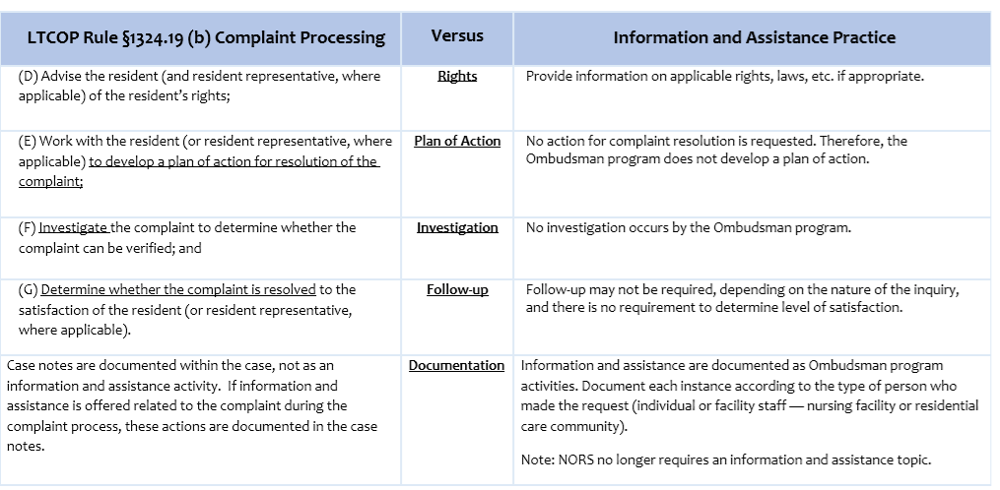 LTCOP Rule §1324.19 (b) Complaint Processing
Versus
Information and Assistance Practice
(D) Advise the resident (and resident representative, where
applicable) of the resident's rights;
Rights
Provide information on applicable rights, laws, etc. if appropriate.
(E) Work with the resident (or resident representative, where
applicable) to develop a plan of action for resolution of the
complaint;
Plan of Action
No action for complaint resolution is requested. Therefore, the
Ombudsman program does not develop a plan of action.
(F) Investigate the complaint to determine whether the
complaint can be verified; and
Investigation
No investigation occurs by the Ombudsman program.
(G) Determine whether the complaint is resolved to the
satisfaction of the resident (or resident representative,
where applicable).
Follow-up
Follow-up may not be required, depending on the nature of the inquiry,
and there is no requirement to determine level of satisfaction.
Case notes are documented within the case, not as an
information and assistance activity. If information and
assistance is offered related to the complaint during the
complaint process, these actions are documented in the case
notes.
Documentation
Information and assistance are documented as Ombudsman program
activities. Document each instance according to the type of person who
made the request (individual or facility staff — nursing facility or residential
care community).
Note: NORS no longer requires an information and assistance topic.